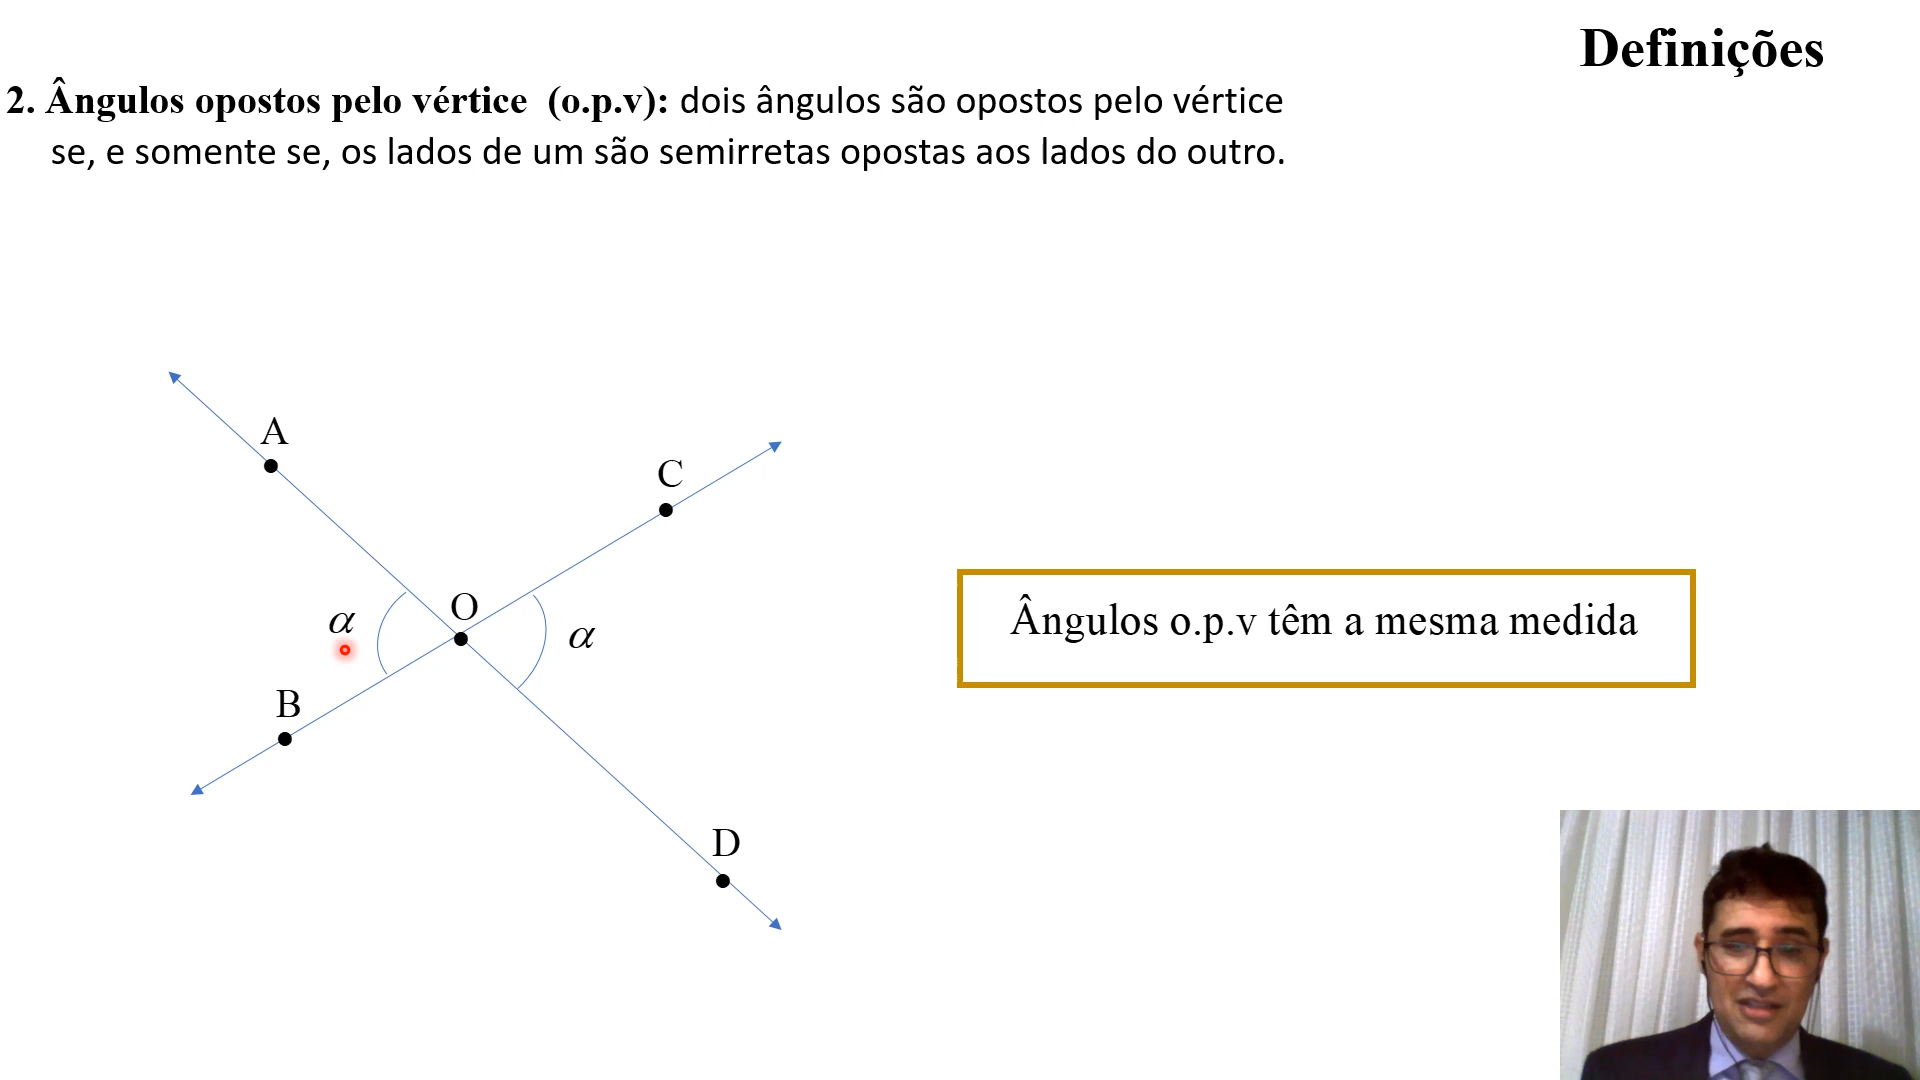 Definições
2. Ângulos opostos pelo vértice (o.p.v): dois ângulos são opostos pelo vértice
se, e somente se, os lados de um são semirretas opostas aos lados do outro.
A
C
O
α
α
B
D
Ângulos o.p.v têm a mesma medida